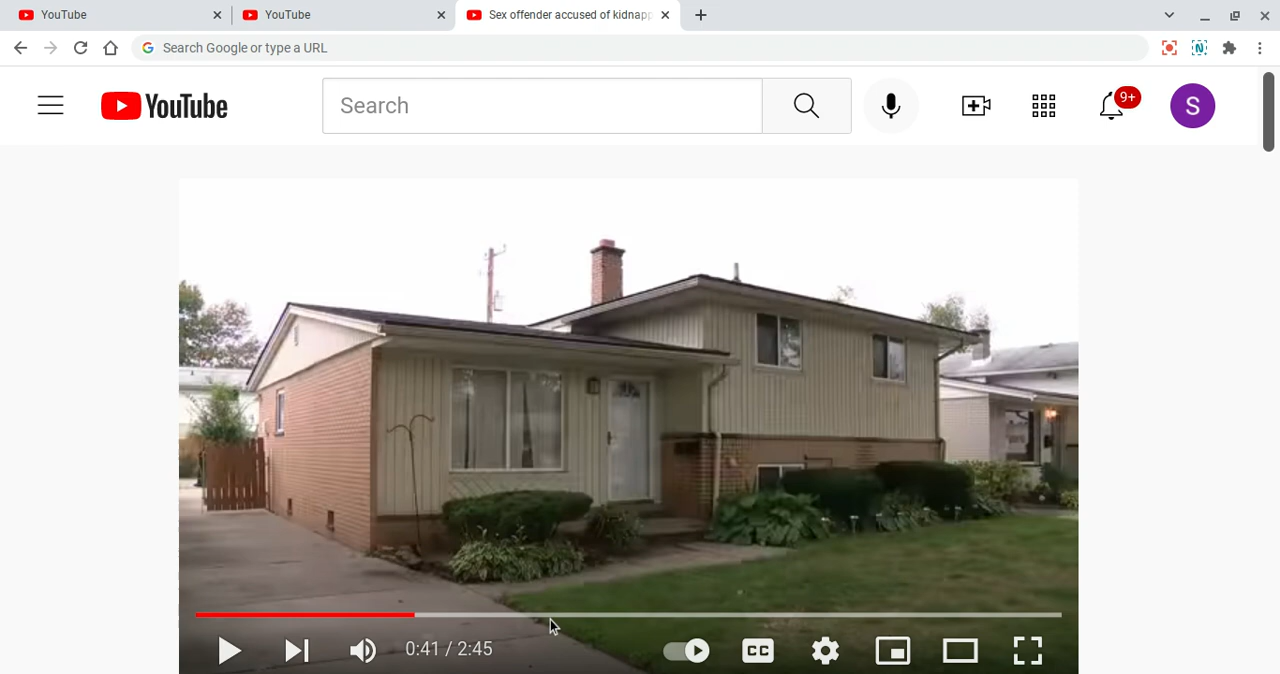 YouTube
YouTube
Sex offender accused of kidnapp
Search Google or type a URL
YouTube
Search
9+
S
0:41 / 2:45
CC